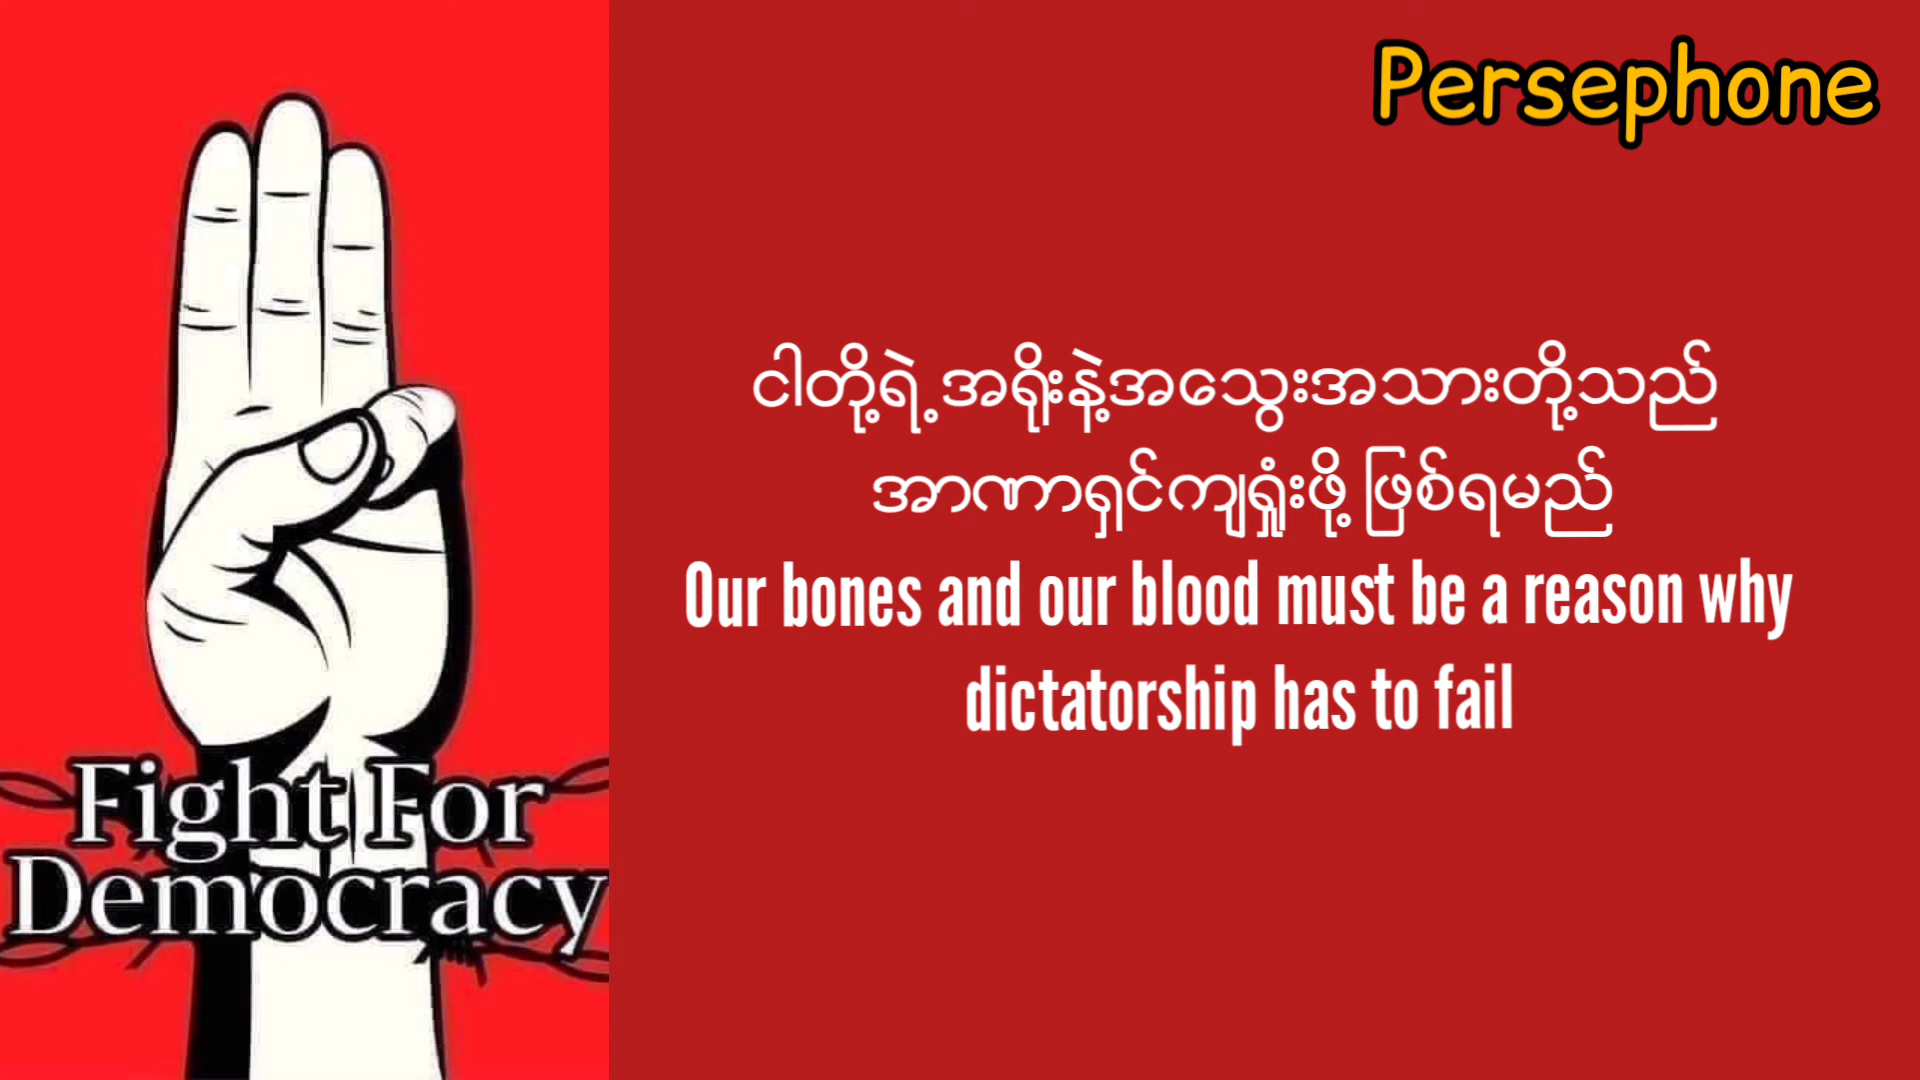 Persephone
ငါတို့ရဲ့အရိုးနဲ့အသွေးအသားတို့သည်
အာဏာရှင်ကျရှုံးဖို့ ဖြစ်ရမည်
Our bones and our blood must be a reason why
dictatorship has to fail
Fight For
Democracy